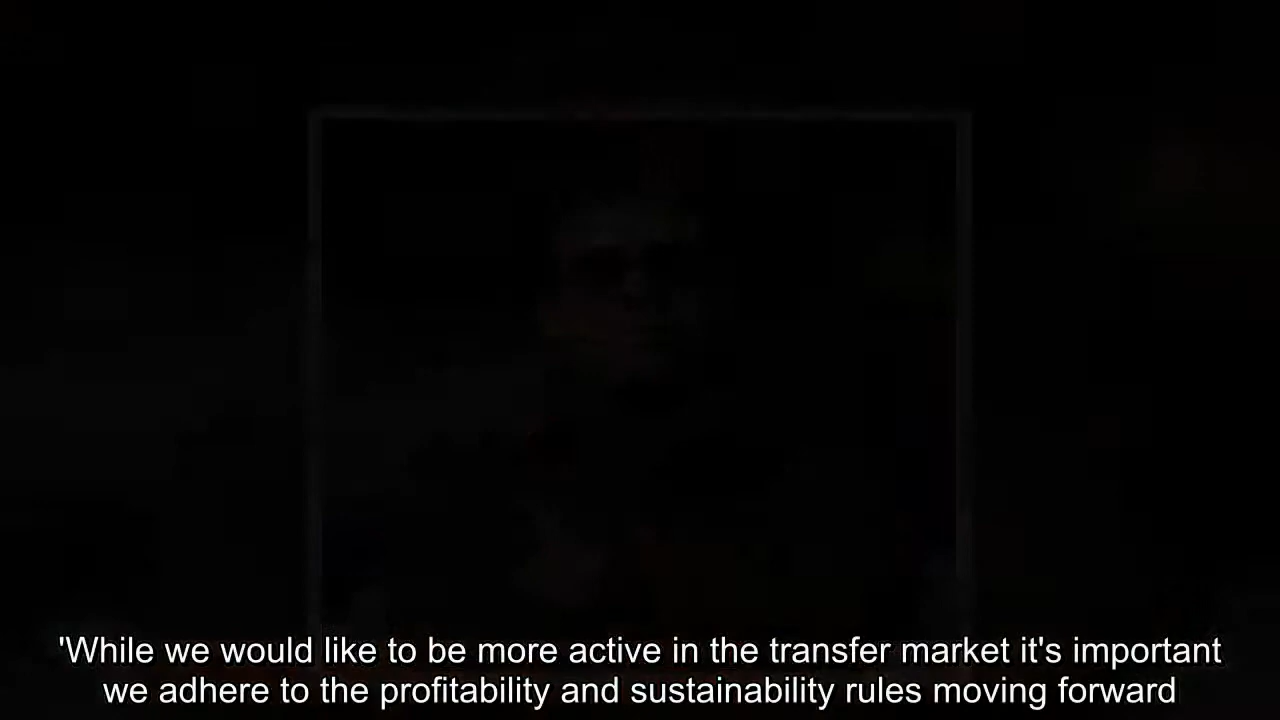 'While we would like to be more active in the transfer market it's important
we adhere to the profitability and sustainability rules moving forward